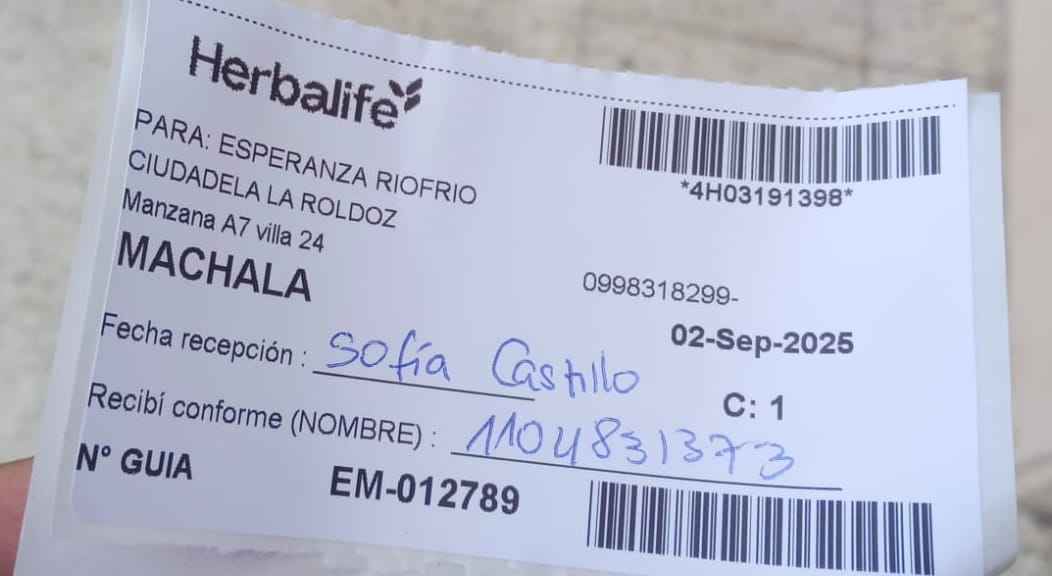 Herbalife
PARA: ESPERANZA RIOFRIO
CIUDADELA LA ROLDOZ
Manzana A7 villa 24
MACHALA
*4H03191398*
0998318299-
02-Sep-2025
Fecha recepción : Sofía Castillo
C: 1
Recibí conforme (NOMBRE) : 1104831373
N° GUIA EM-012789